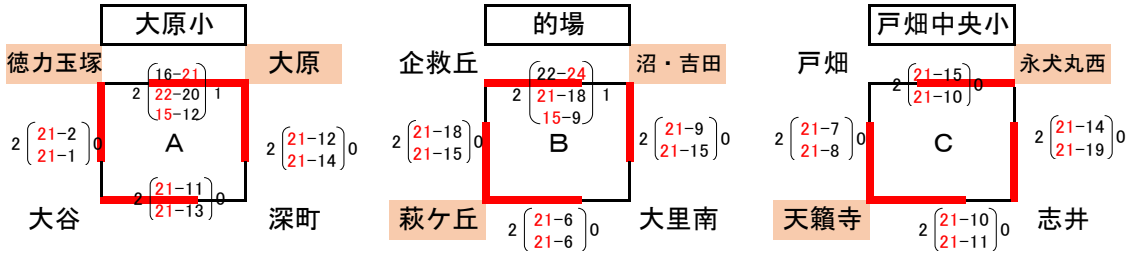 大原小
徳力玉塚
大原
2 16-21 1
22-20
15-12
2 21-2 0
21-1
A
2 21-12 0
21-14
2 21-11 0
21-13
大谷
深町
的場
企救丘
沼・吉田
2 22-24 1
21-18
15-9
2 21-18 0
21-15
B
2 21-9 0
21-15
萩ケ丘
2 21-6 0
21-6
大里南
戸畑中央小
戸畑
永犬丸西
2 21-15 0
21-10
2 21-7 0
21-8
C
2 21-14 0
21-19
天籟寺
2 21-10 0
21-11
志井